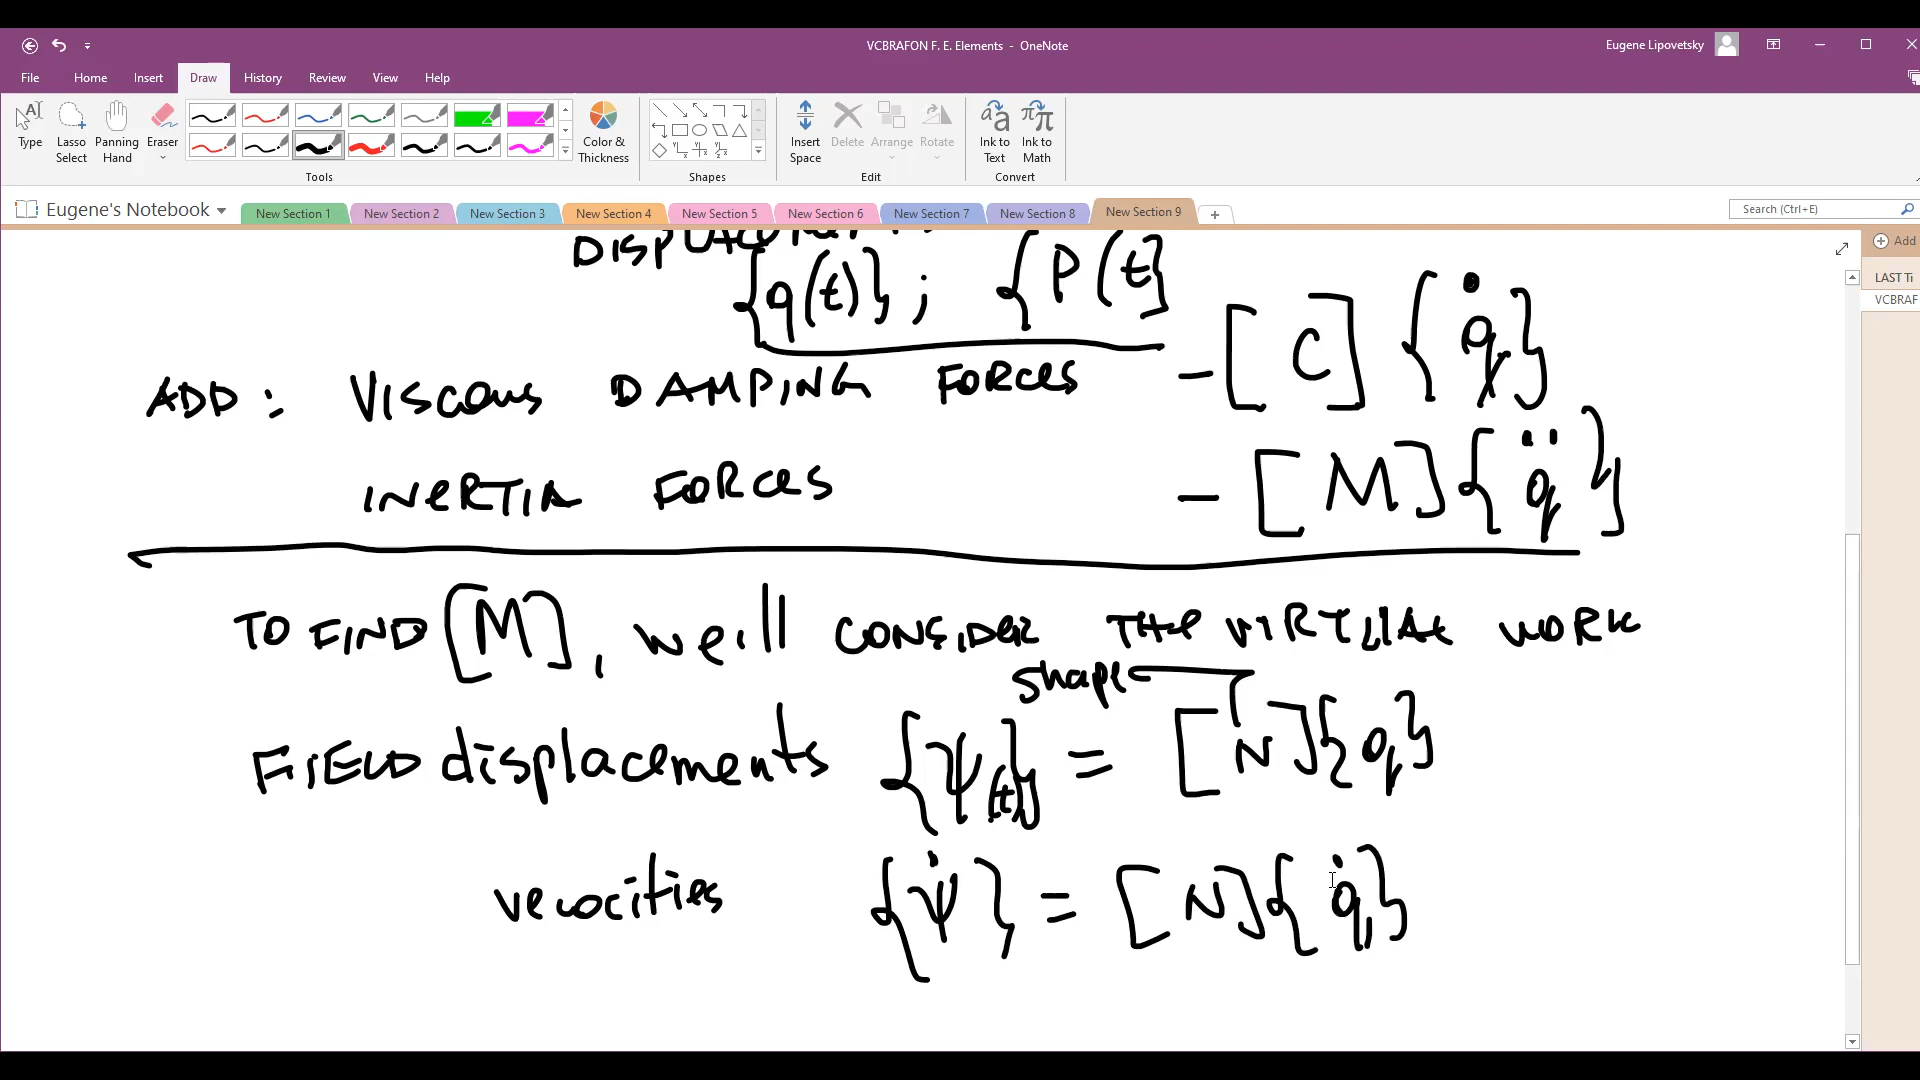 VCBRAFON F. E. Elements - OneNote
Eugene Lipovetsky
File Home Insert Draw History Review View Help
Type
Lasso Select
Panning Hand
Eraser
Color & Thickness
Insert Space
Delete
Arrange
Rotate
Ink to Text
Ink to Math
Tools
Shapes
Edit
Convert
Eugene's Notebook
New Section 1
New Section 2
New Section 3
New Section 4
New Section 5
New Section 6
New Section 7
New Section 8
New Section 9
Search (Ctrl+E)
Add
LAST Ti
VCBRAF
{q(t)} ; {P(t}
ADD: VISCOUS DAMPING FORCES - [C] {q̇}
INERTIA FORCES - [M] {q̈}
TO FIND [M], we'll CONSIDER THE VIRTUAL WORK
shape
FIELD displacements {ψ(t)} = [N]{q}
velocities {ψ̇} = [N]{q̇}